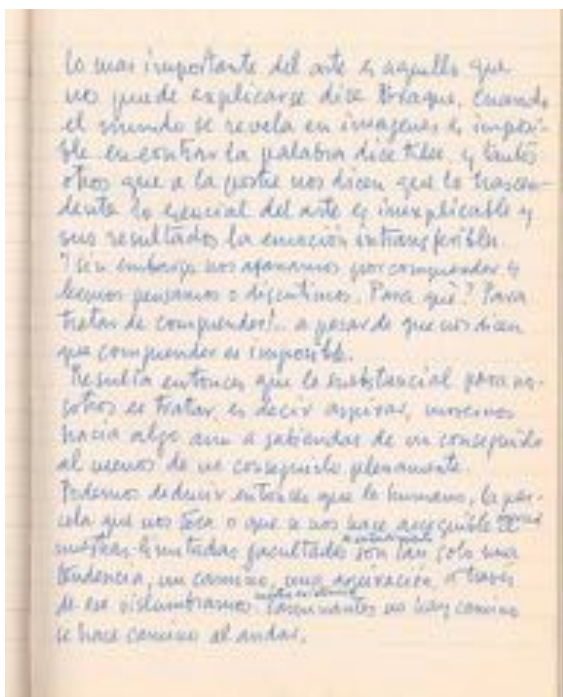 Lo mas importante del arte es aquello que
no puede explicarse dice Braque. Cuando
el mundo se revela en imagenes es imposi-
ble encontrar la palabra dice Klee, y tantos
otros que a la postre nos dicen que lo trascen-
dente lo esencial del arte es inexplicable y
sus resultados la emoción intransferible.
Y sin embargo nos afanamos por comprender y
leemos pensamos o discutimos. Para qué? Para
tratar de comprender!.. a pesar de que nos dicen
que comprender es imposible.
Resulta entonces que lo substancial para no-
sotros es tratar, es decir aspirar, movernos
hacia algo aun a sabiendas de no conseguirlo
al menos de no conseguirlo plenamente.
Podemos deducir entonces que lo humano, la par-
cela que nos toca o que se nos hace asequible
nuestras limitadas facultades son tan solo una
tendencia, un camino, una aspiración, a través
de ese vislumbramos. Caminantes no hay camino
se hace camino al andar.